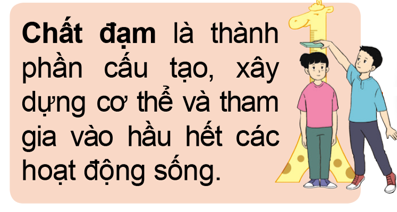 Chất đạm là thành
phần cấu tạo, xây
dựng cơ thể và tham
gia vào hầu hết các
hoạt động sống.